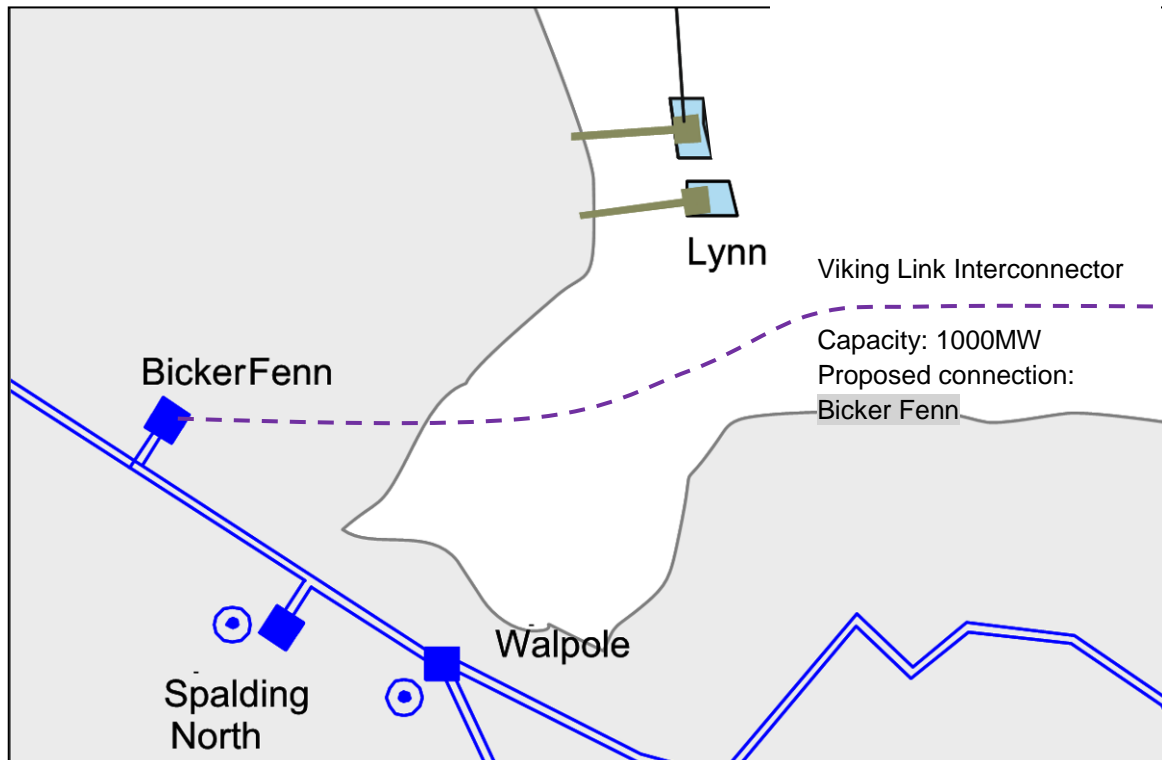 Lynn
Viking Link Interconnector
Capacity: 1000MW
Proposed connection:
Bicker Fenn
BickerFenn
Walpole
Spalding
North